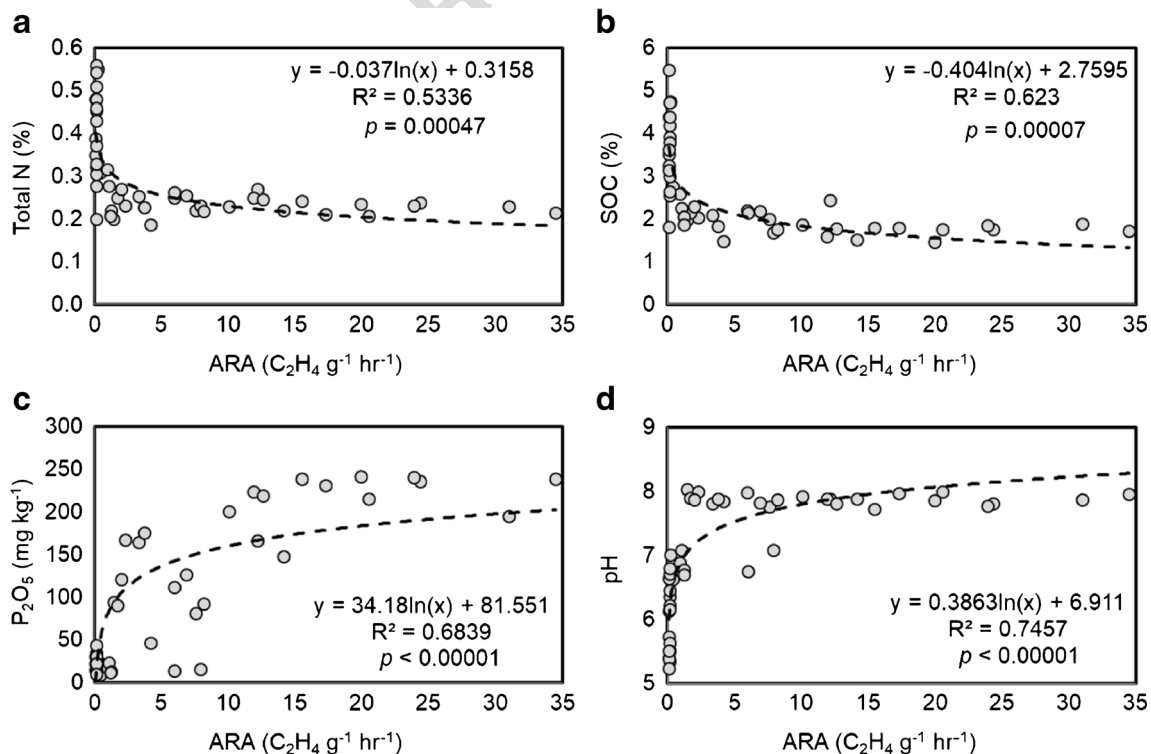 a
0.6
0.5
0.4
0.3
0.2
0.1
0.0
Total N (%)
y = -0.037ln(x) + 0.3158
R² = 0.5336
p = 0.00047
0 5 10 15 20 25 30 35
ARA (C₂H₄ g⁻¹ hr⁻¹)
b
6
5
4
3
2
1
0
SOC (%)
y = -0.404ln(x) + 2.7595
R² = 0.623
p = 0.00007
0 5 10 15 20 25 30 35
ARA (C₂H₄ g⁻¹ hr⁻¹)
c
300
250
200
150
100
50
0
P₂O₅ (mg kg⁻¹)
y = 34.18ln(x) + 81.551
R² = 0.6839
p < 0.00001
0 5 10 15 20 25 30 35
ARA (C₂H₄ g⁻¹ hr⁻¹)
d
9
8
7
6
5
pH
y = 0.3863ln(x) + 6.911
R² = 0.7457
p < 0.00001
0 5 10 15 20 25 30 35
ARA (C₂H₄ g⁻¹ hr⁻¹)